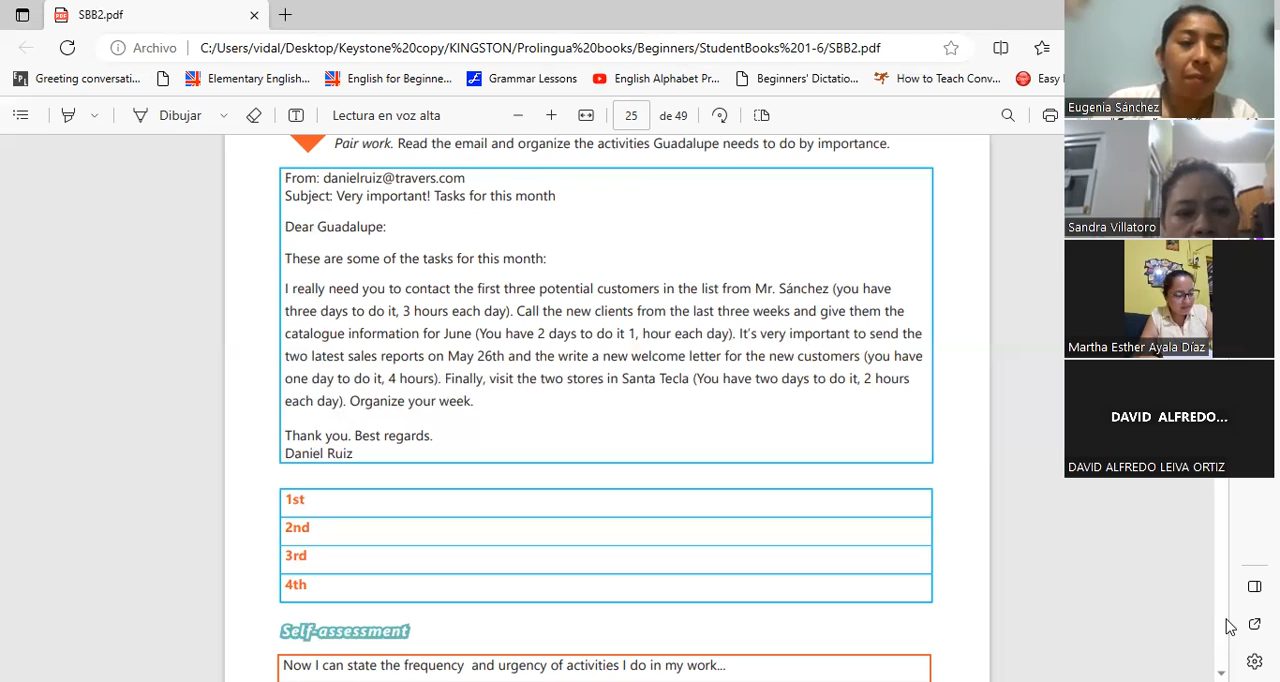 SBB2.pdf
Archivo
C:/Users/vidal/Desktop/Keystone%20copy/KINGSTON/Prolingua%20books/Beginners/StudentBooks%201-6/SBB2.pdf
Greeting conversati...
Elementary English...
English for Beginne...
Grammar Lessons
English Alphabet Pr...
Beginners' Dictatio...
How to Teach Conv...
Easy
Dibujar
Lectura en voz alta
25
de 49
Pair work. Read the email and organize the activities Guadalupe needs to do by importance.
From: danielruiz@travers.com
Subject: Very important! Tasks for this month
Dear Guadalupe:
These are some of the tasks for this month:
I really need you to contact the first three potential customers in the list from Mr. Sánchez (you have
three days to do it, 3 hours each day). Call the new clients from the last three weeks and give them the
catalogue information for June (You have 2 days to do it 1, hour each day). It's very important to send the
two latest sales reports on May 26th and the write a new welcome letter for the new customers (you have
one day to do it, 4 hours). Finally, visit the two stores in Santa Tecla (You have two days to do it, 2 hours
each day). Organize your week.
Thank you. Best regards.
Daniel Ruiz
1st
2nd
3rd
4th
Self-assessment
Now I can state the frequency and urgency of activities I do in my work...
Eugenia Sánchez
Sandra Villatoro
Martha Esther Ayala Díaz
DAVID ALFREDO...
DAVID ALFREDO LEIVA ORTIZ